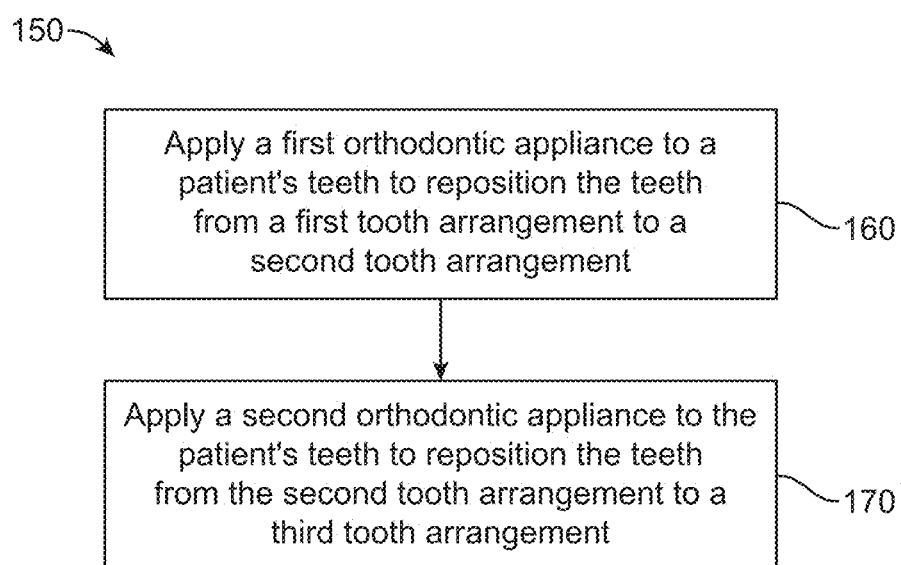 150
Apply a first orthodontic appliance to a
patient's teeth to reposition the teeth
from a first tooth arrangement to a
second tooth arrangement
160
Apply a second orthodontic appliance to the
patient's teeth to reposition the teeth
from the second tooth arrangement to a
third tooth arrangement
170